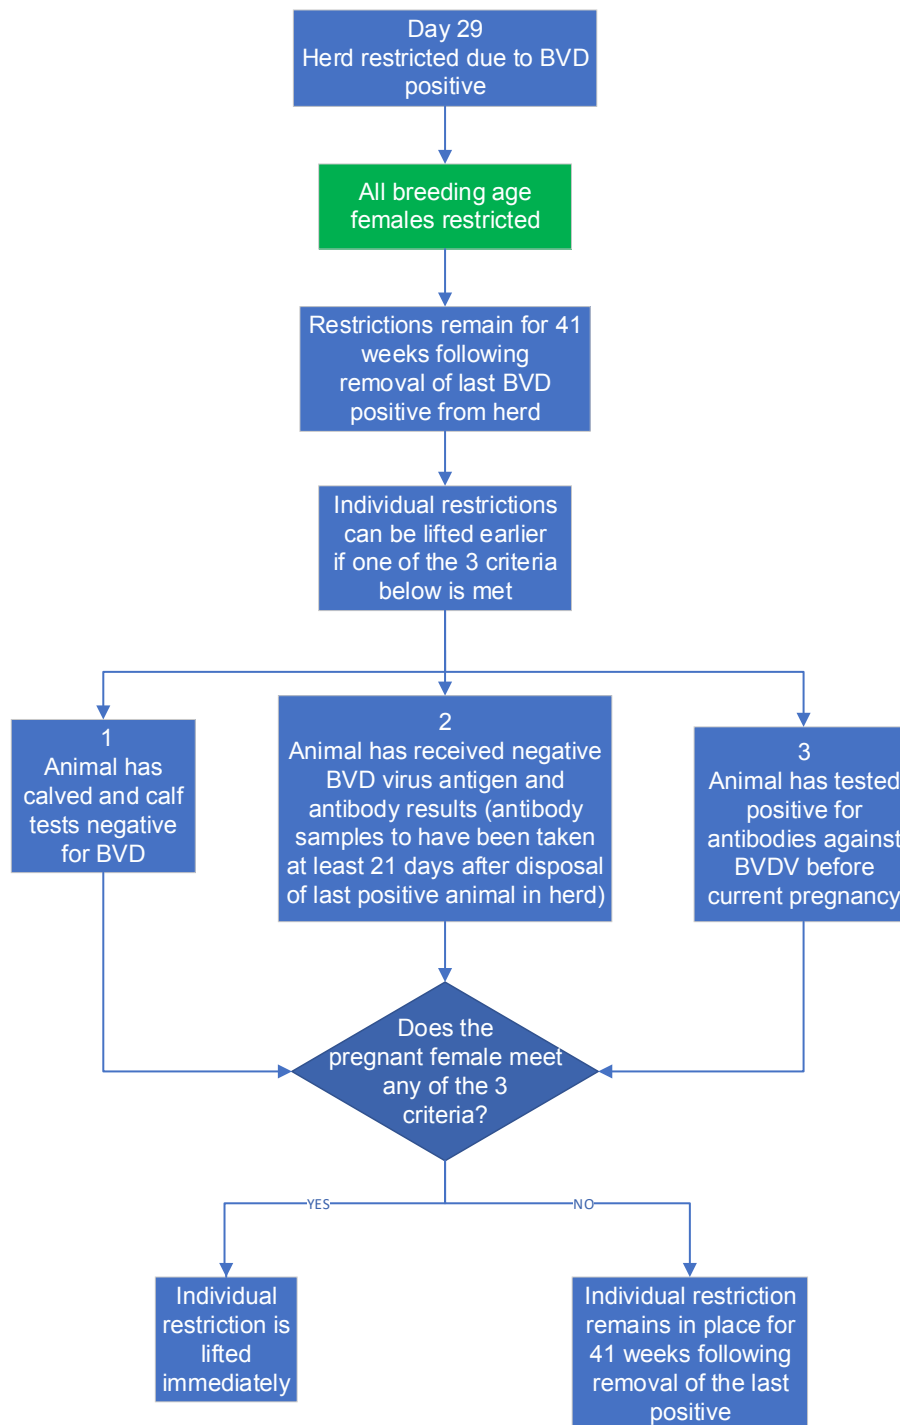 Day 29
Herd restricted due to BVD
positive
All breeding age
females restricted
Restrictions remain for 41
weeks following
removal of last BVD
positive from herd
Individual restrictions
can be lifted earlier
if one of the 3 criteria
below is met
1
Animal has
calved and calf
tests negative
for BVD
2
Animal has received negative
BVD virus antigen and
antibody results (antibody
samples to have been taken
at least 21 days after disposal
of last positive animal in herd)
3
Animal has tested
positive for
antibodies against
BVDV before
current pregnancy
Does the
pregnant female meet
any of the 3
criteria?
YES
NO
Individual
restriction is
lifted
immediately
Individual restriction
remains in place for
41 weeks following
removal of the last
positive